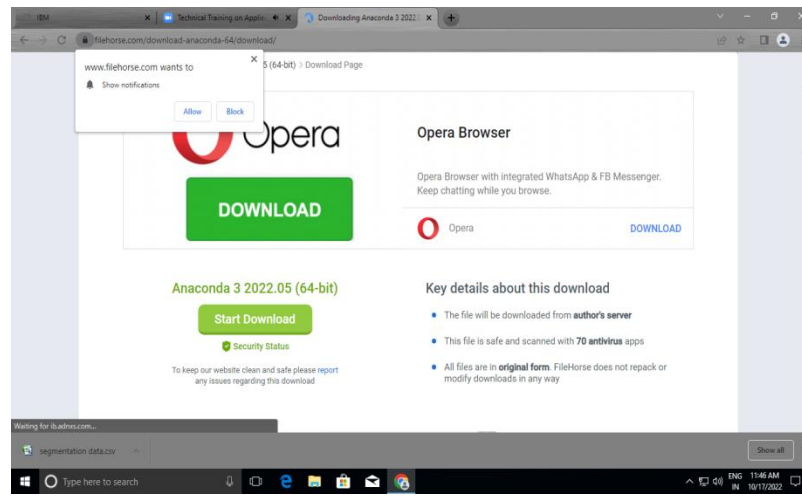 IBM
Technical Training on Applic
Downloading Anaconda 3 2022.
filehorse.com/download-anaconda-64/download/
www.filehorse.com wants to
Show notifications
Allow Block
5 (64-bit) > Download Page
Opera
DOWNLOAD
Opera Browser
Opera Browser with integrated WhatsApp & FB Messenger.
Keep chatting while you browse.
Opera DOWNLOAD
Anaconda 3 2022.05 (64-bit)
Start Download
Security Status
To keep our website clean and safe please report
any issues regarding this download
Key details about this download
The file will be downloaded from author's server
This file is safe and scanned with 70 antivirus apps
All files are in original form. FileHorse does not repack or
modify downloads in any way
Waiting for ib.adnxs.com...
segmentation data.csv
Show all
Type here to search
ENG 11:46 AM
IN 10/17/2022